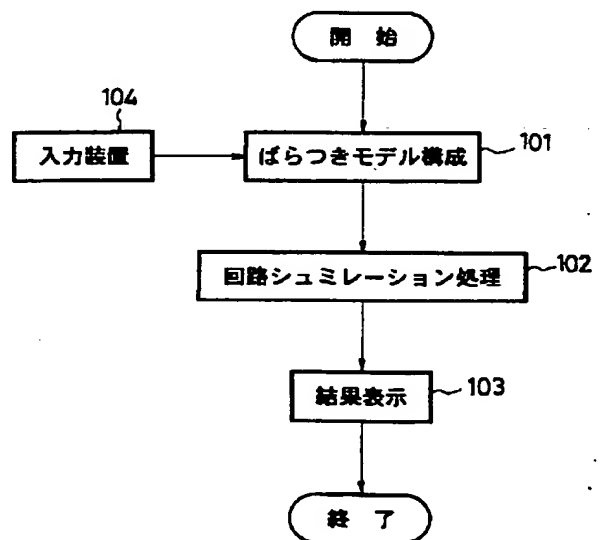 開 始
104
入力装置
ばらつきモデル構成
101
回路シュミレーション処理
102
結果表示
103
終 了